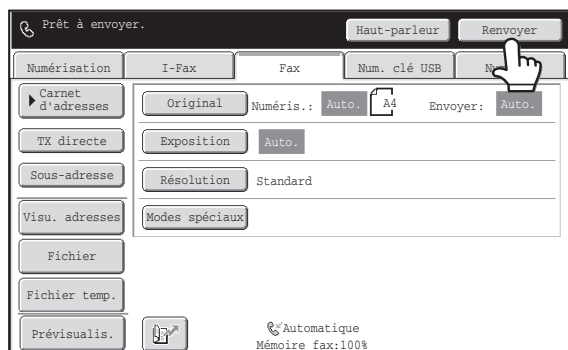 Prêt à envoyer.
Haut-parleur
Renvoyer
Numérisation
I-Fax
Fax
Num. clé USB
Carnet
d'adresses
Original
Numéris.:
Auto.
A4
Envoyer:
Auto.
TX directe
Exposition
Auto.
Sous-adresse
Résolution
Standard
Visu. adresses
Modes spéciaux
Fichier
Fichier temp.
Prévisualis.
Automatique
Mémoire fax:100%